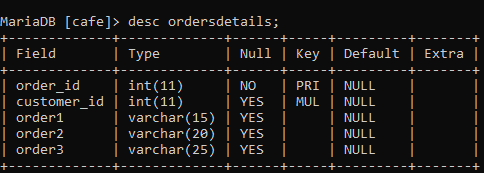 MariaDB [cafe]> desc ordersdetails;
+-------------+-------------+------+-----+---------+-------+
| Field       | Type        | Null | Key | Default | Extra |
+-------------+-------------+------+-----+---------+-------+
| order_id    | int(11)     | NO   | PRI | NULL    |       |
| customer_id | int(11)     | YES  | MUL | NULL    |       |
| order1      | varchar(15) | YES  |     | NULL    |       |
| order2      | varchar(20) | YES  |     | NULL    |       |
| order3      | varchar(25) | YES  |     | NULL    |       |
+-------------+-------------+------+-----+---------+-------+